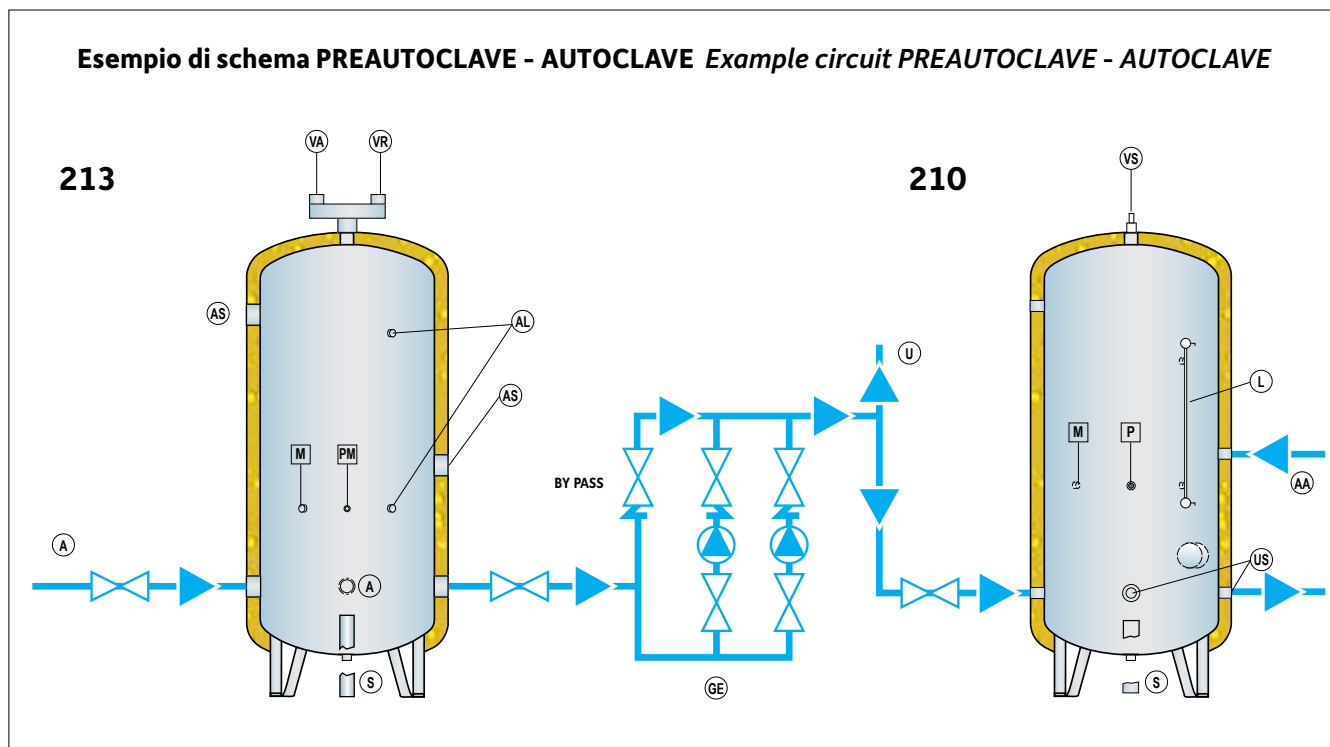 Esempio di schema PREAUTOCLAVE - AUTOCLAVE Example circuit PREAUTOCLAVE - AUTOCLAVE
VA VR
VS
213
210
AS
AL
U
L
AS
M PM
M P
BY PASS
AA
A
US
A
S
GE
S